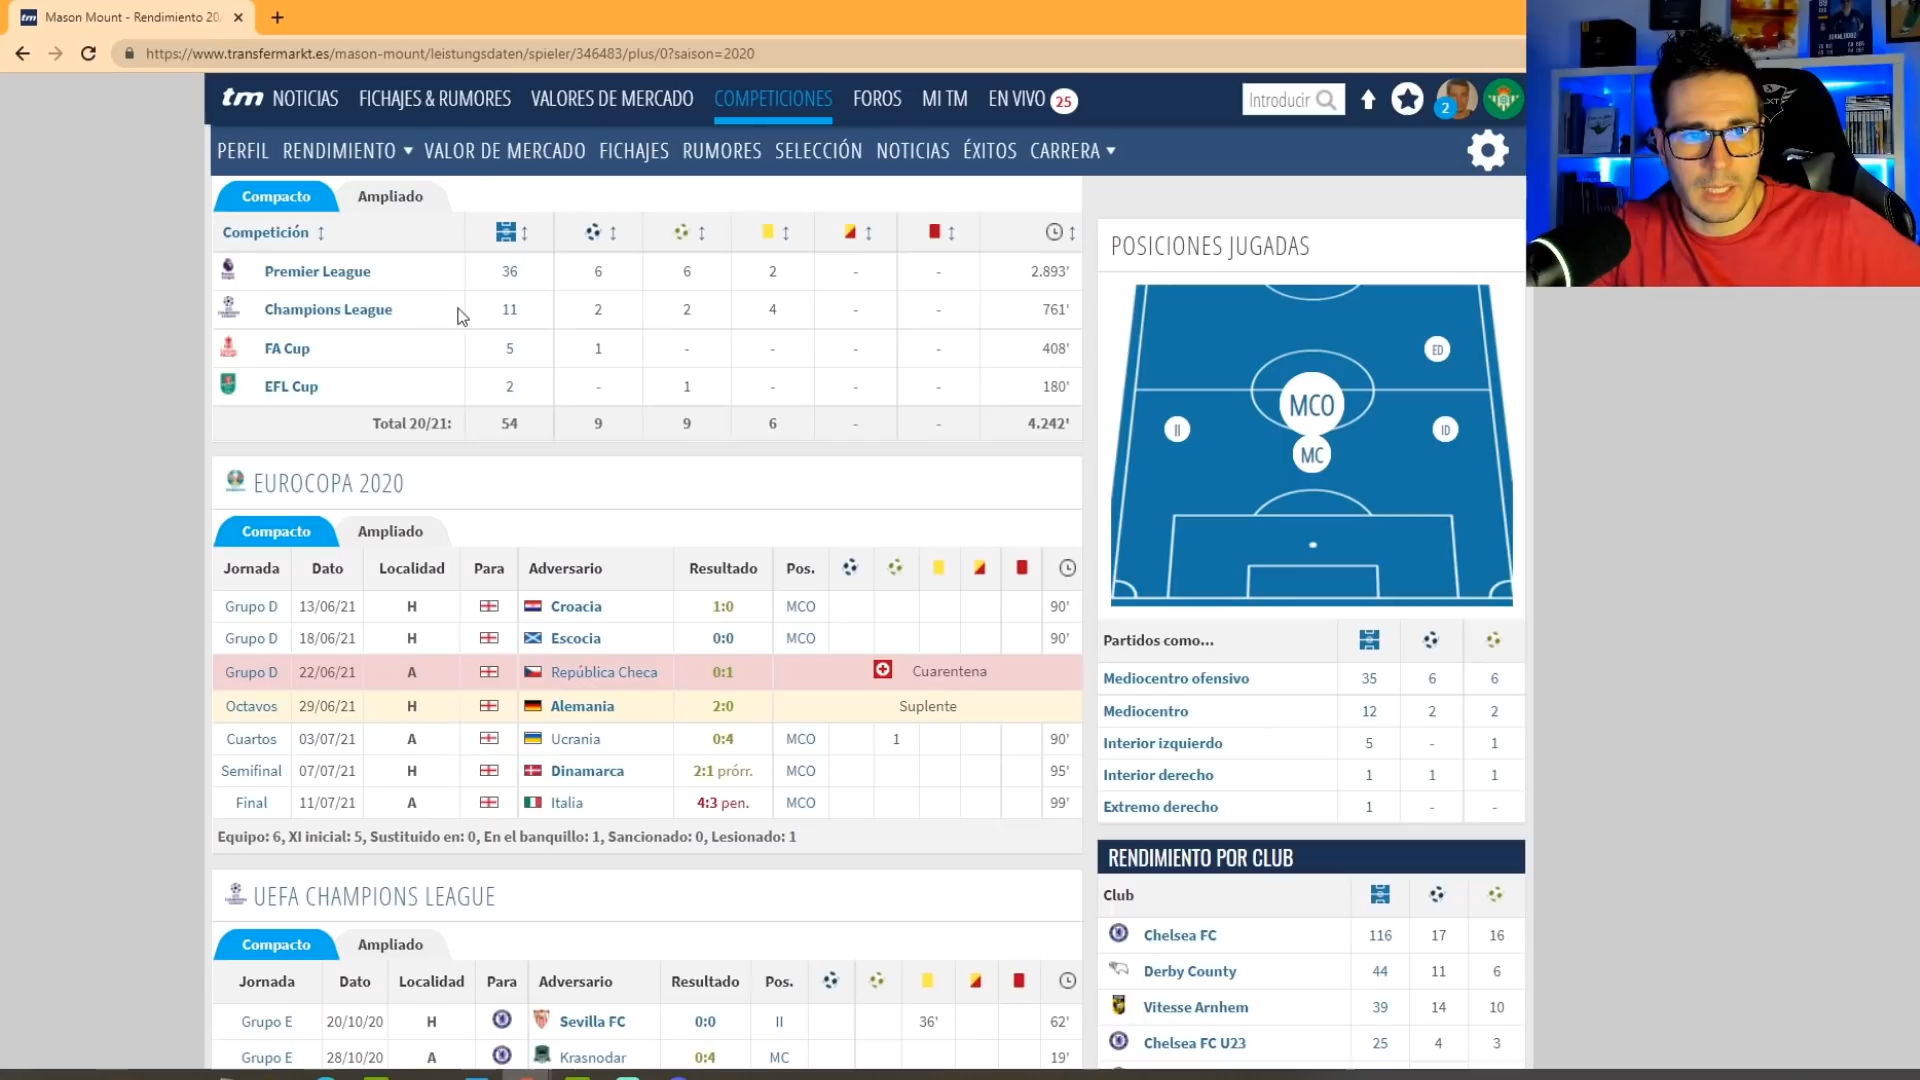 tm Mason Mount - Rendimiento 20
https://www.transfermarkt.es/mason-mount/leistungsdaten/spieler/346483/plus/0?saison=2020
tm NOTICIAS FICHAJES & RUMORES VALORES DE MERCADO COMPETICIONES FOROS MI TM EN VIVO 25 Introducir 2
PERFIL RENDIMIENTO VALOR DE MERCADO FICHAJES RUMORES SELECCIÓN NOTICIAS ÉXITOS CARRERA
Compacto Ampliado
Competición
Premier League 36 6 6 2 - - 2.893'
Champions League 11 2 2 4 - - 761'
FA Cup 5 1 - - - - 408'
EFL Cup 2 - 1 - - - 180'
Total 20/21: 54 9 9 6 - - 4.242'
EUROCOPA 2020
Compacto Ampliado
Jornada Dato Localidad Para Adversario Resultado Pos.
Grupo D 13/06/21 H Croacia 1:0 MCO 90'
Grupo D 18/06/21 H Escocia 0:0 MCO 90'
Grupo D 22/06/21 A República Checa 0:1 Cuarentena
Octavos 29/06/21 H Alemania 2:0 Suplente
Cuartos 03/07/21 A Ucrania 0:4 MCO 1 90'
Semifinal 07/07/21 H Dinamarca 2:1 prórr. MCO 95'
Final 11/07/21 A Italia 4:3 pen. MCO 99'
Equipo: 6, XI inicial: 5, Sustituido en: 0, En el banquillo: 1, Sancionado: 0, Lesionado: 1
UEFA CHAMPIONS LEAGUE
Compacto Ampliado
Jornada Dato Localidad Para Adversario Resultado Pos.
Grupo E 20/10/20 H Sevilla FC 0:0 II 36' 62'
Grupo E 28/10/20 A Krasnodar 0:4 MC 19'
POSICIONES JUGADAS
ED
MCO
II ID
MC
Partidos como...
Mediocentro ofensivo 35 6 6
Mediocentro 12 2 2
Interior izquierdo 5 - 1
Interior derecho 1 1 1
Extremo derecho 1 - -
RENDIMIENTO POR CLUB
Club
Chelsea FC 116 17 16
Derby County 44 11 6
Vitesse Arnhem 39 14 10
Chelsea FC U23 25 4 3